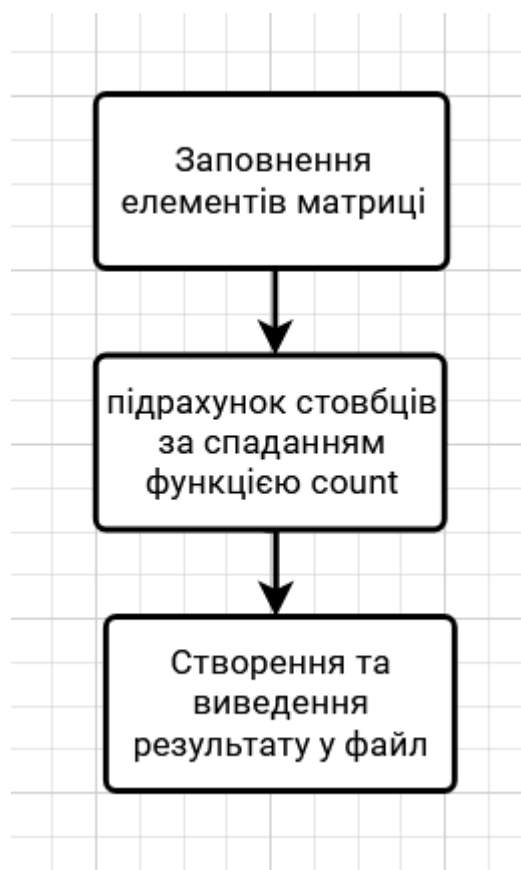 Заповнення
елементів матриці
підрахунок стовбців
за спаданням
функцією count
Створення та
виведення
результату у файл